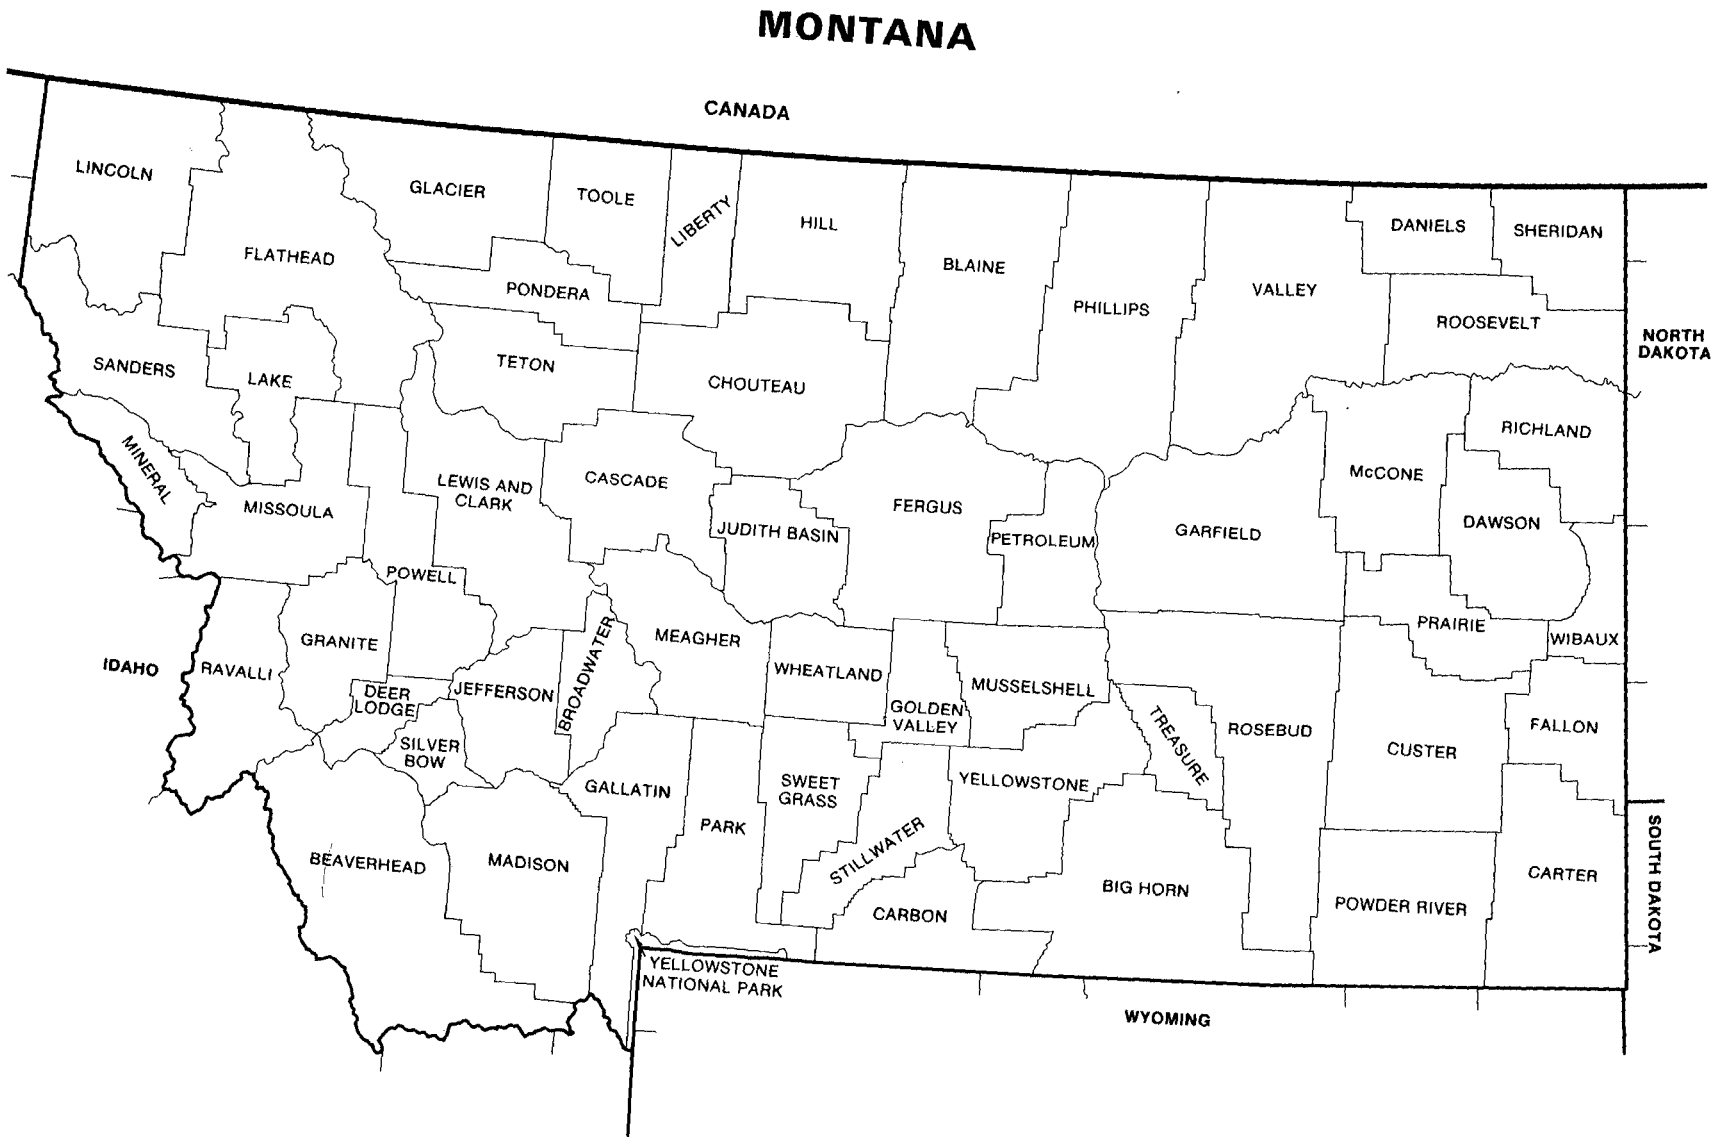 MONTANA
CANADA
LINCOLN
GLACIER
TOOLE
LIBERTY
HILL
FLATHEAD
BLAINE
DANIELS
SHERIDAN
PONDERA
PHILLIPS
VALLEY
ROOSEVELT
NORTH
DAKOTA
SANDERS
LAKE
TETON
CHOUTEAU
RICHLAND
MINERAL
MISSOULA
LEWIS AND
CLARK
CASCADE
JUDITH BASIN
FERGUS
PETROLEUM
GARFIELD
McCONE
DAWSON
POWELL
IDAHO
RAVALLI
GRANITE
DEER
LODGE
JEFFERSON
BROADWATER
MEAGHER
WHEATLAND
GOLDEN
VALLEY
MUSSELSHELL
TREASURE
ROSEBUD
PRAIRIE
WIBAUX
CUSTER
FALLON
SILVER
BOW
GALLATIN
PARK
SWEET
GRASS
STILLWATER
YELLOWSTONE
BEAVERHEAD
MADISON
CARBON
BIG HORN
POWDER RIVER
CARTER
SOUTH DAKOTA
YELLOWSTONE
NATIONAL PARK
WYOMING